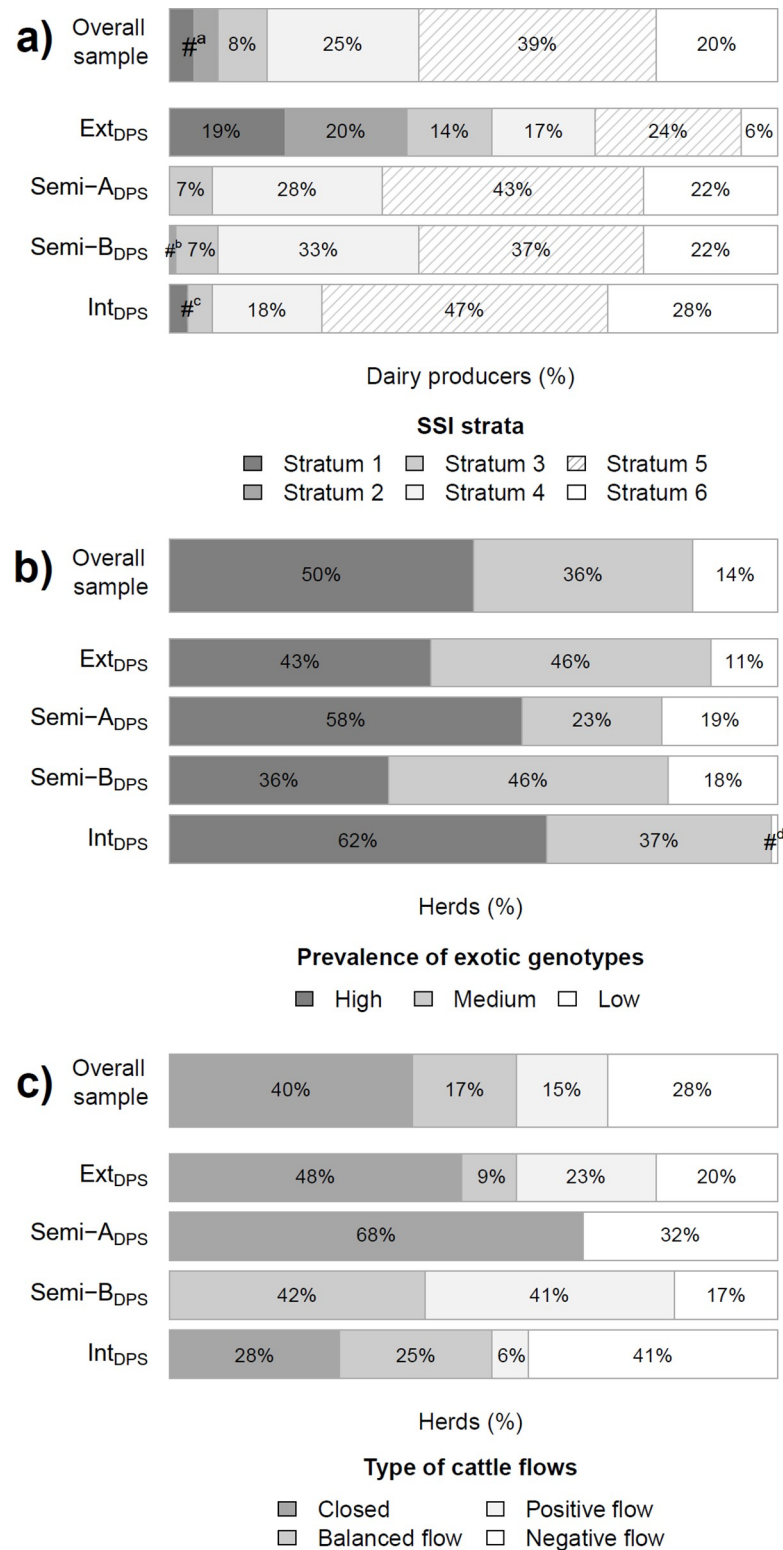 a) Overall sample #a 8% 25% 39% 20%
ExtDPS 19% 20% 14% 17% 24% 6%
Semi−ADPS 7% 28% 43% 22%
Semi−BDPS #b 7% 33% 37% 22%
IntDPS #c 18% 47% 28%
Dairy producers (%)
SSI strata
Stratum 1 Stratum 3 Stratum 5
Stratum 2 Stratum 4 Stratum 6
b) Overall sample 50% 36% 14%
ExtDPS 43% 46% 11%
Semi−ADPS 58% 23% 19%
Semi−BDPS 36% 46% 18%
IntDPS 62% 37% #d
Herds (%)
Prevalence of exotic genotypes
High Medium Low
c) Overall sample 40% 17% 15% 28%
ExtDPS 48% 9% 23% 20%
Semi−ADPS 68% 32%
Semi−BDPS 42% 41% 17%
IntDPS 28% 25% 6% 41%
Herds (%)
Type of cattle flows
Closed Positive flow
Balanced flow Negative flow